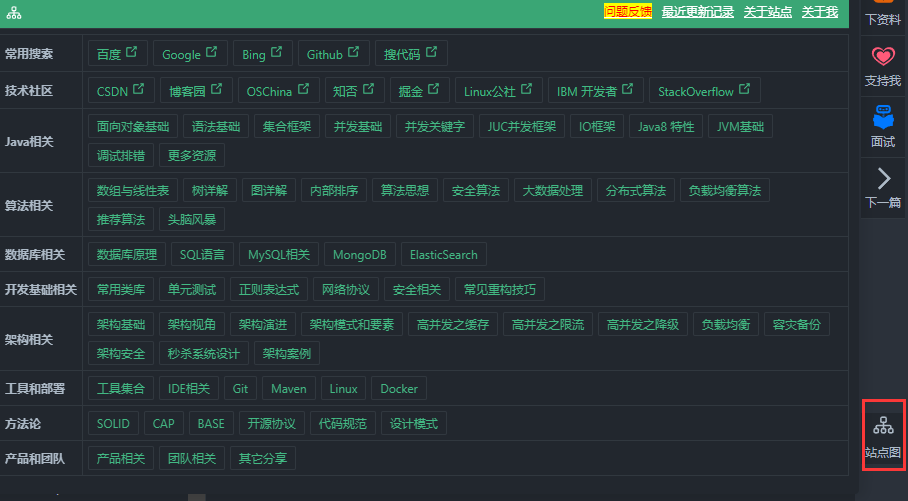 问题反馈 最近更新记录 关于站点 关于我
常用搜索 百度 Google Bing Github 搜代码
技术社区 CSDN 博客园 OSChina 知否 掘金 Linux公社 IBM 开发者 StackOverflow
Java相关 面向对象基础 语法基础 集合框架 并发基础 并发关键字 JUC并发框架 IO框架 Java8 特性 JVM基础
调试排错 更多资源
算法相关 数组与线性表 树详解 图详解 内部排序 算法思想 安全算法 大数据处理 分布式算法 负载均衡算法
推荐算法 头脑风暴
数据库相关 数据库原理 SQL语言 MySQL相关 MongoDB ElasticSearch
开发基础相关 常用类库 单元测试 正则表达式 网络协议 安全相关 常见重构技巧
架构相关 架构基础 架构视角 架构演进 架构模式和要素 高并发之缓存 高并发之限流 高并发之降级 负载均衡 容灾备份
架构安全 秒杀系统设计 架构案例
工具和部署 工具集合 IDE相关 Git Maven Linux Docker
方法论 SOLID CAP BASE 开源协议 代码规范 设计模式
产品和团队 产品相关 团队相关 其它分享
下资料
支持我
面试
下一篇
站点图